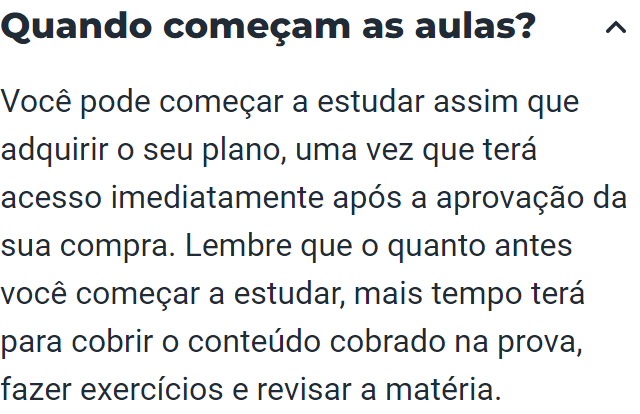 Quando começam as aulas?
Você pode começar a estudar assim que
adquirir o seu plano, uma vez que terá
acesso imediatamente após a aprovação da
sua compra. Lembre que o quanto antes
você começar a estudar, mais tempo terá
para cobrir o conteúdo cobrado na prova,
fazer exercícios e revisar a matéria.